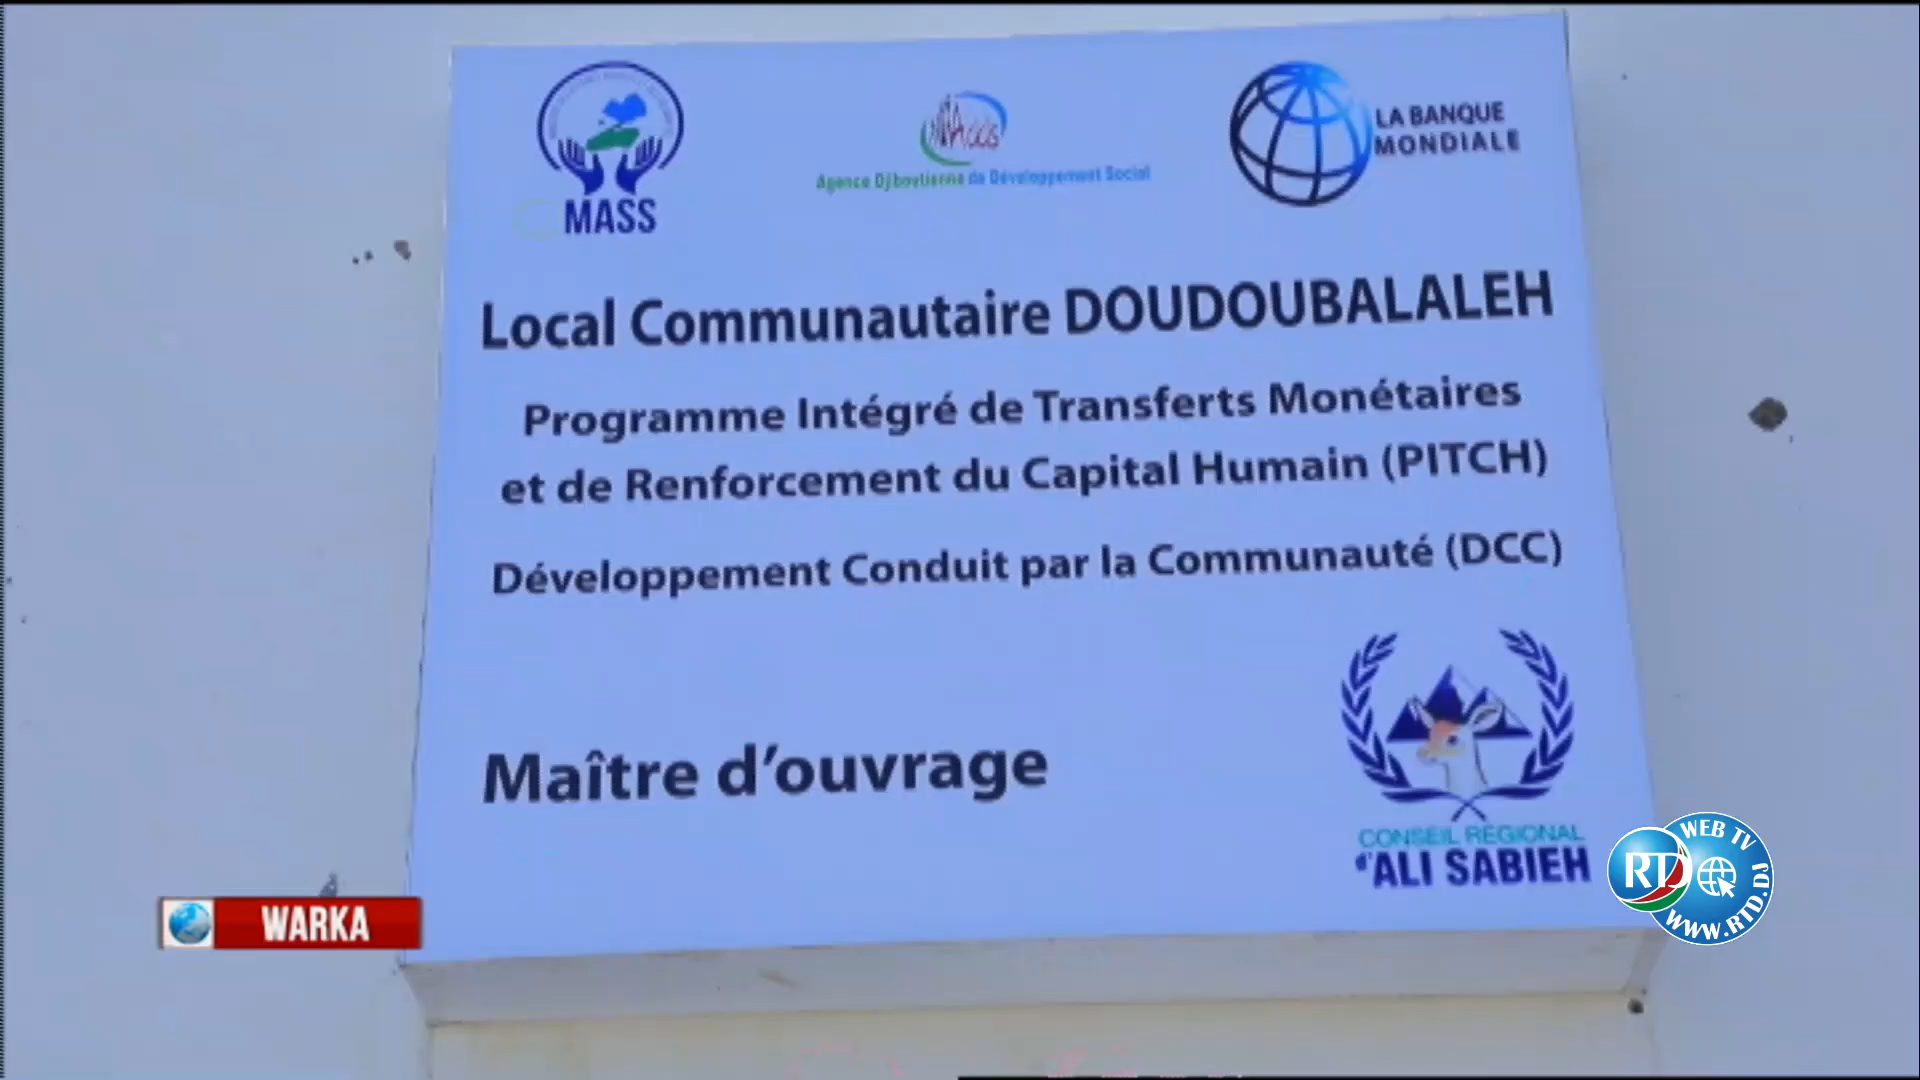 MASS
Adds
Agence Djiboutienne de Développement Social
LA BANQUE
MONDIALE
Local Communautaire DOUDOUBALALEH
Programme Intégré de Transferts Monétaires
et de Renforcement du Capital Humain (PITCH)
Développement Conduit par la Communauté (DCC)
Maître d'ouvrage
CONSEIL REGIONAL
d'ALI SABIEH
WARKA
RTD
WEB TV
WWW.RTD.DJ